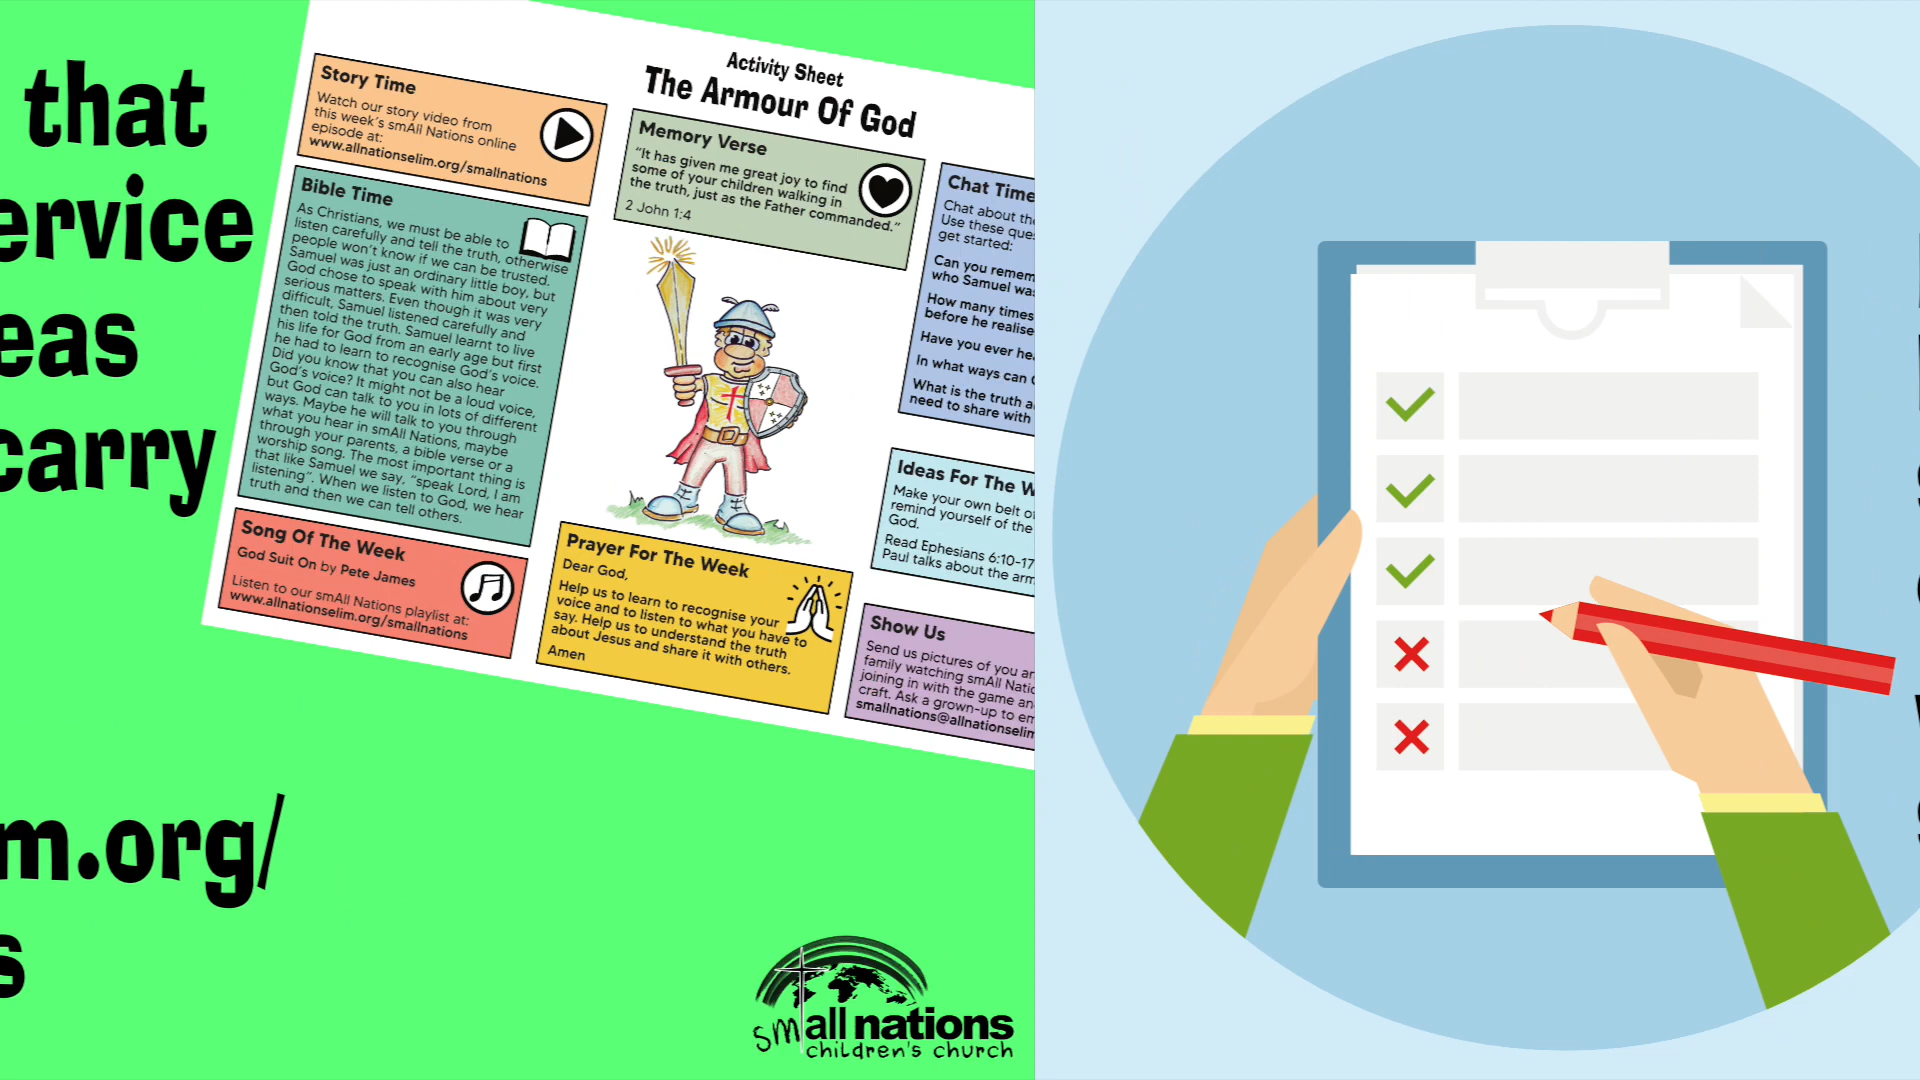 that
ervice
eas
carry
m.org/
s
Activity Sheet
The Armour Of God
Story Time
Watch our story video from
this week's smAll Nations online
episode at:
www.allnationselim.org/smallnations
Bible Time
As Christians, we must be able to
listen carefully and tell the truth, otherwise
people won't know if we can be trusted.
Samuel was just an ordinary little boy, but
God chose to speak with him about very
serious matters. Even though it was very
difficult, Samuel listened carefully and
then told the truth. Samuel learnt to live
his life for God from an early age but first
he had to learn to recognise God's voice.
Did you know that you can also hear
God's voice? It might not be a loud voice,
but God can talk to you in lots of different
ways. Maybe he will talk to you through
what you hear in smAll Nations, maybe
through your parents, a bible verse or a
worship song. The most important thing is
that like Samuel we say, "speak Lord, I am
listening". When we listen to God, we hear
truth and then we can tell others.
Song Of The Week
God Suit On by Pete James
Listen to our smAll Nations playlist at:
www.allnationselim.org/smallnations
Memory Verse
"It has given me great joy to find
some of your children walking in
the truth, just as the Father commanded."
2 John 1:4
Prayer For The Week
Dear God,
Help us to learn to recognise your
voice and to listen to what you have to
say. Help us to understand the truth
about Jesus and share it with others.
Amen
Chat Time
Chat about the
Use these que
get started:
Can you remem
who Samuel wa
How many times
before he realise
Have you ever he
In what ways can
What is the truth a
need to share with
Ideas For The W
Make your own belt o
remind yourself of the
God.
Read Ephesians 6:10-17
Paul talks about the arm
Show Us
Send us pictures of you an
family watching smAll Natio
joining in with the game an
craft. Ask a grown-up to em
smallnations@allnationselim
smAll nations
children's church